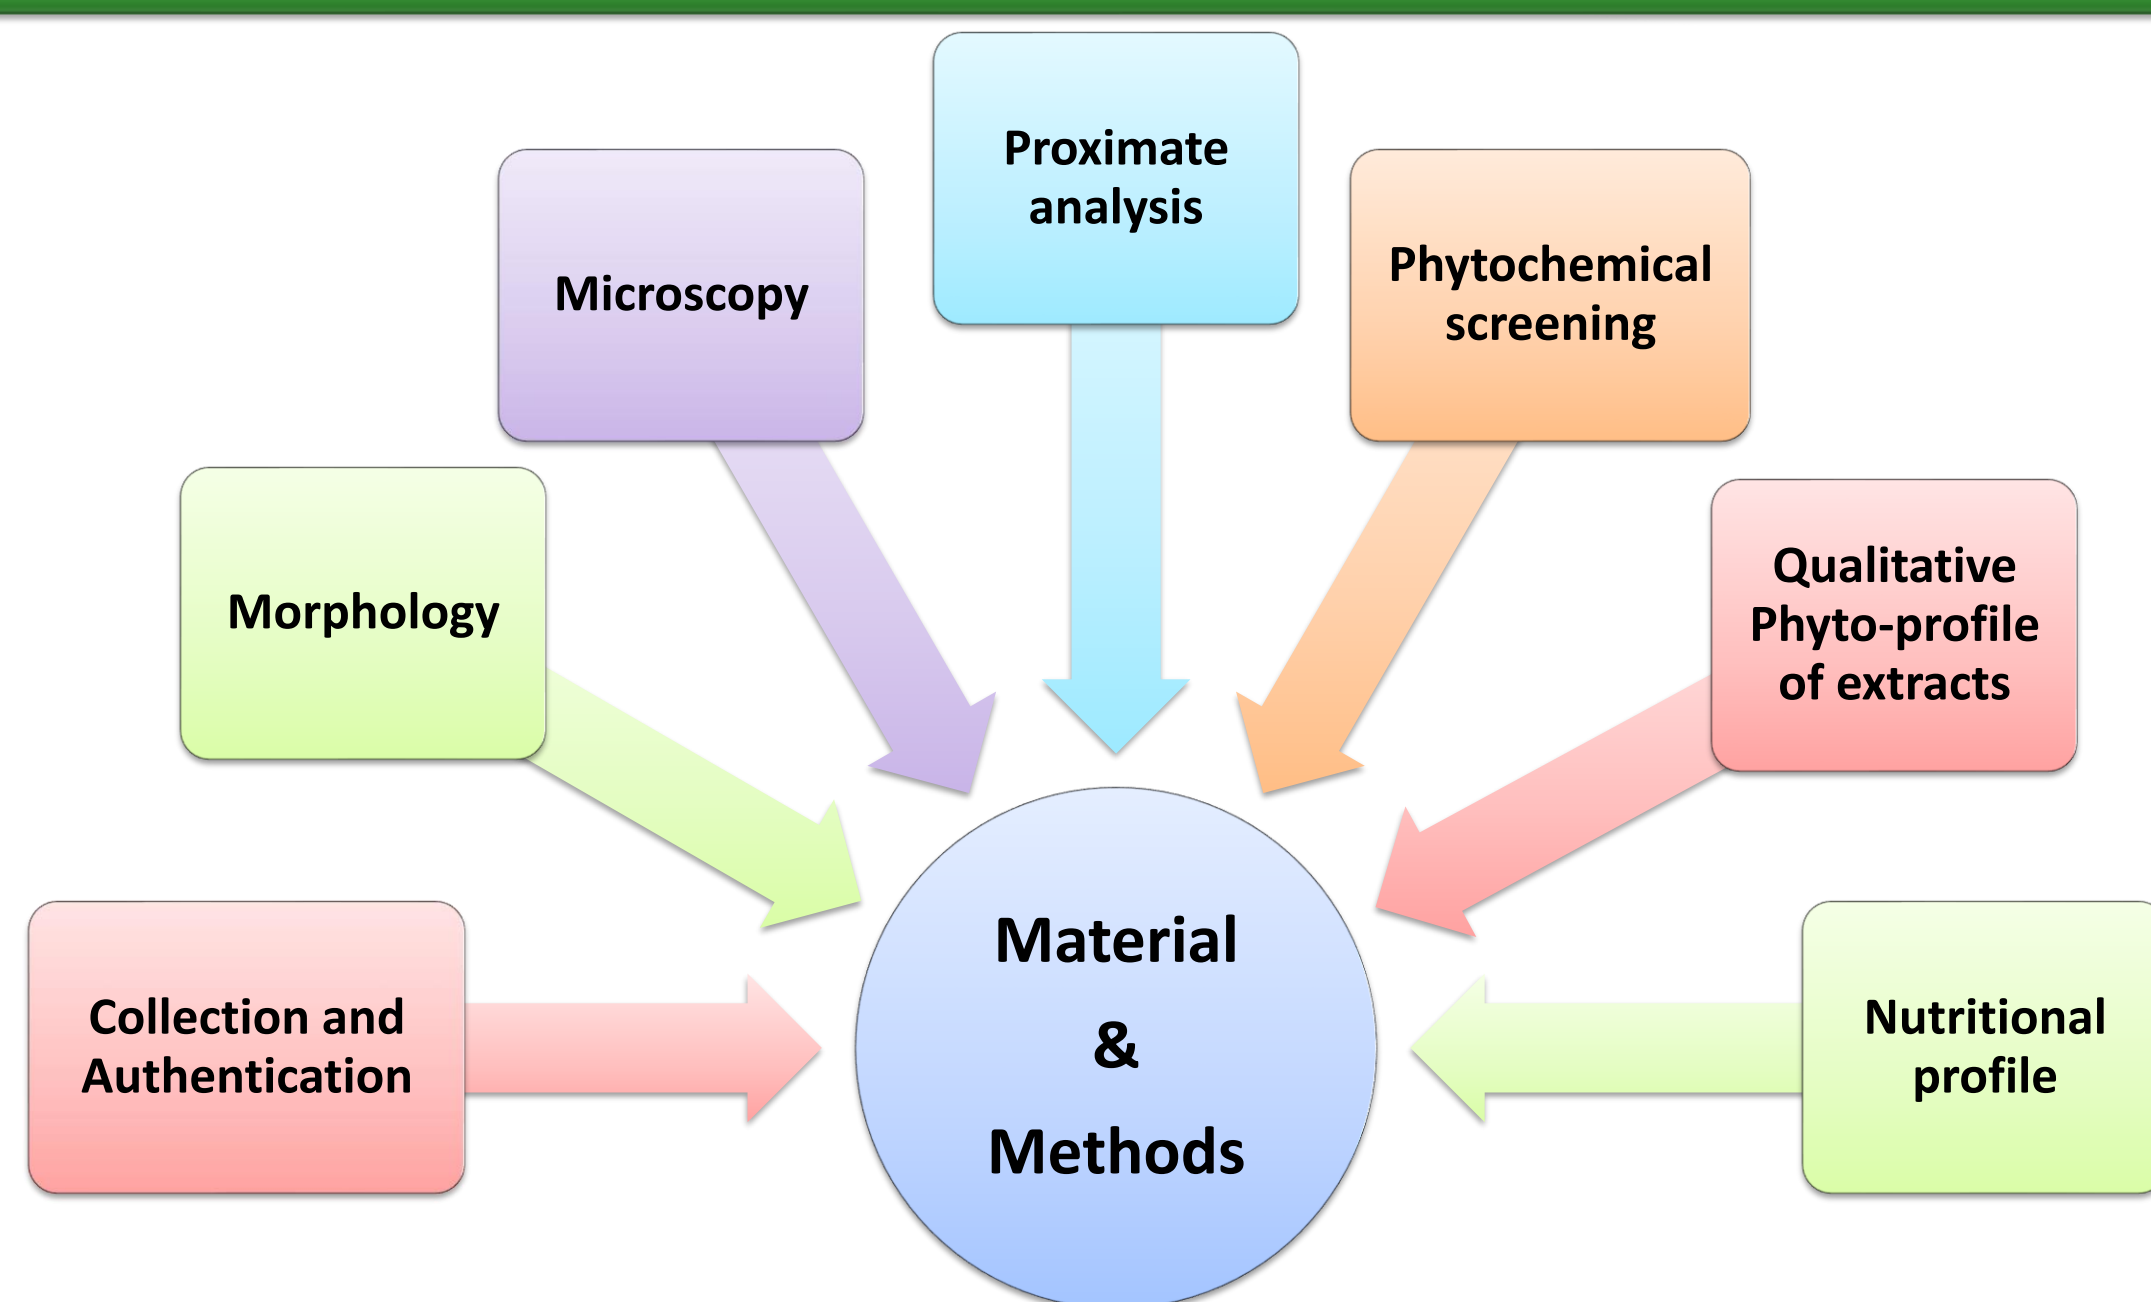 Proximate
analysis
Microscopy
Phytochemical
screening
Morphology
Qualitative
Phyto-profile
of extracts
Collection and
Authentication
Material
&
Methods
Nutritional
profile